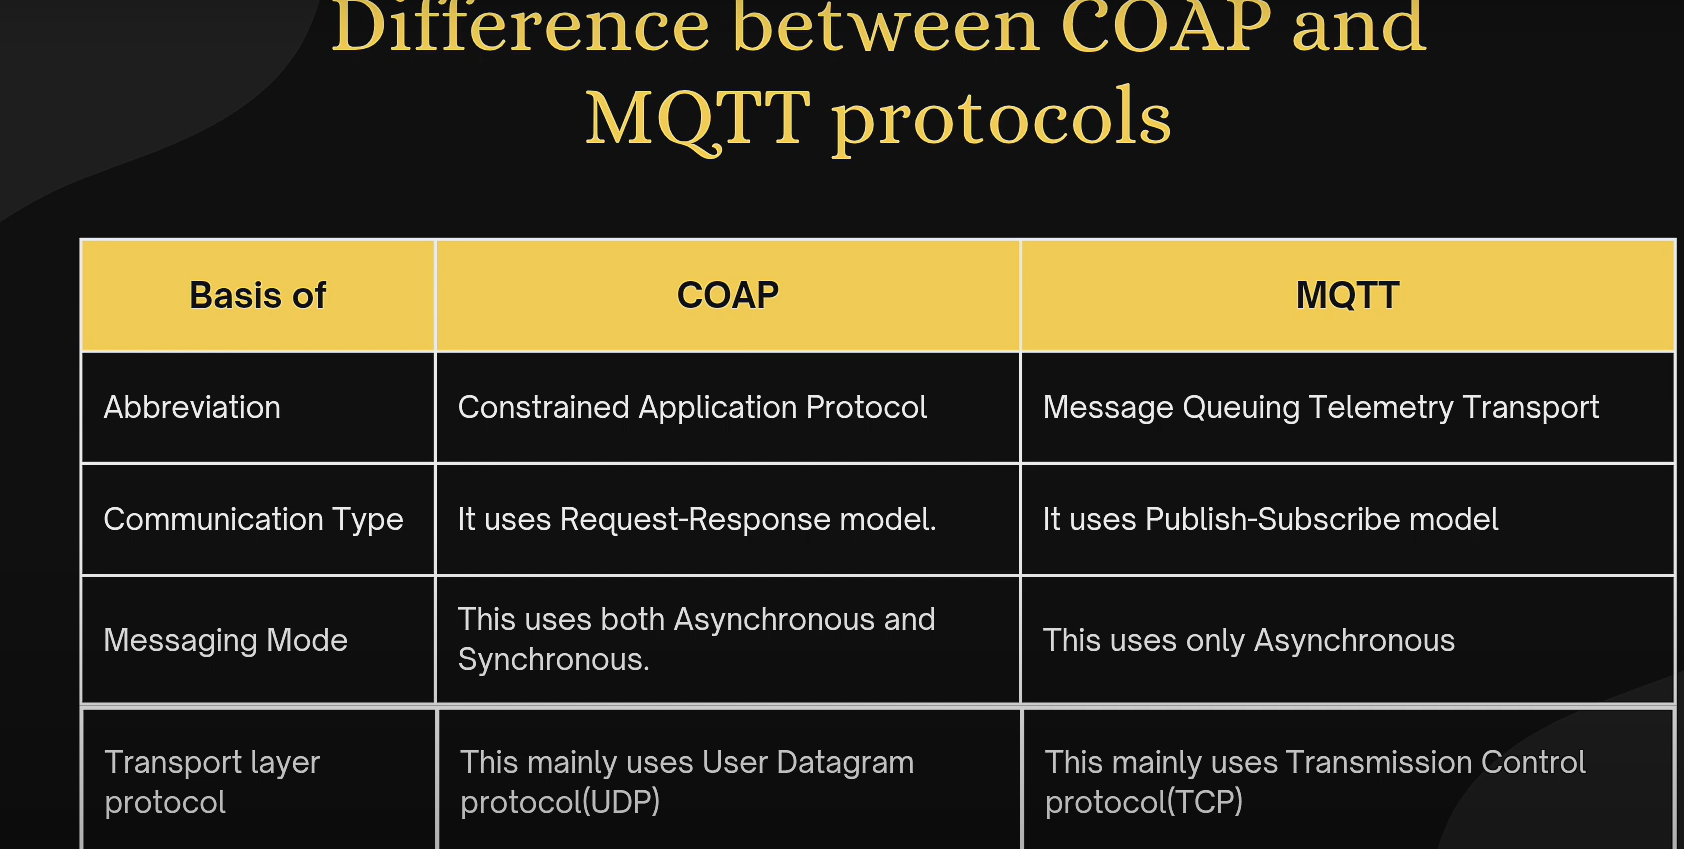 Difference between COAP and
MQTT protocols
Basis of
COAP
MQTT
Abbreviation
Constrained Application Protocol
Message Queuing Telemetry Transport
Communication Type
It uses Request-Response model.
It uses Publish-Subscribe model
Messaging Mode
This uses both Asynchronous and
Synchronous.
This uses only Asynchronous
Transport layer
protocol
This mainly uses User Datagram
protocol(UDP)
This mainly uses Transmission Control
protocol(TCP)